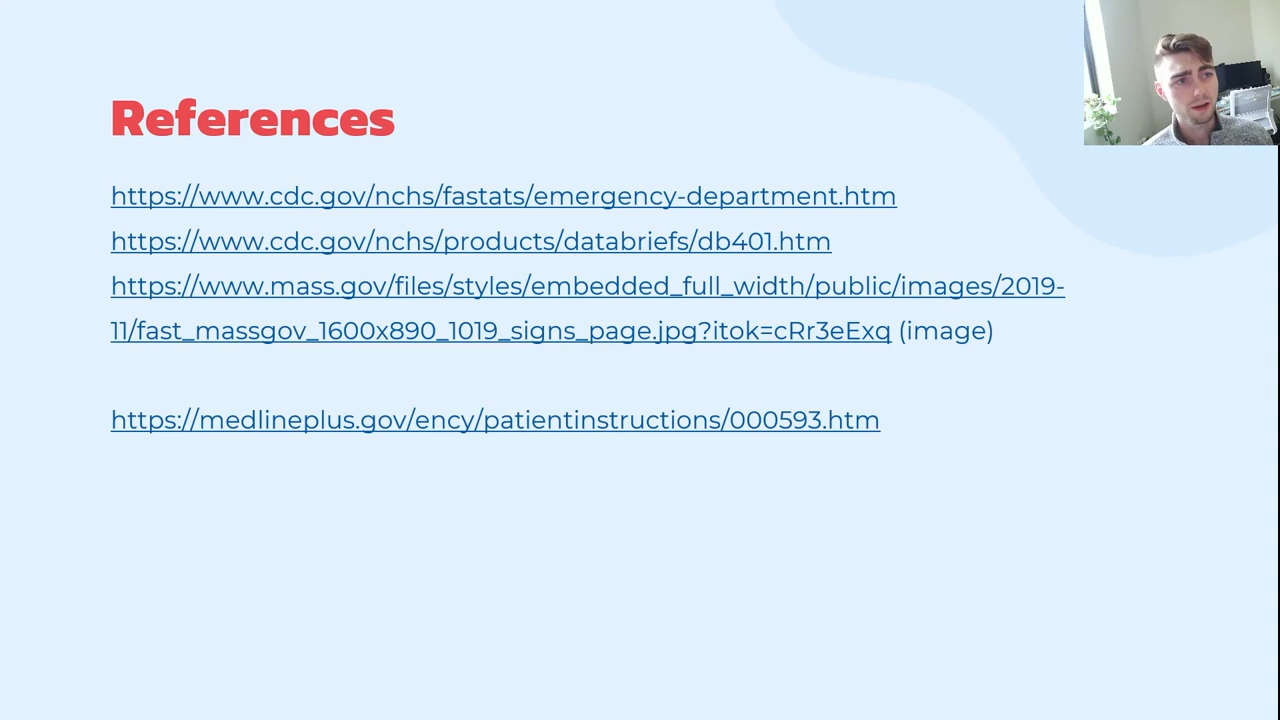 References
https://www.cdc.gov/nchs/fastats/emergency-department.htm
https://www.cdc.gov/nchs/products/databriefs/db401.htm
https://www.mass.gov/files/styles/embedded_full_width/public/images/2019-
11/fast_massgov_1600x890_1019_signs_page.jpg?itok=cRr3eExq (image)
https://medlineplus.gov/ency/patientinstructions/000593.htm